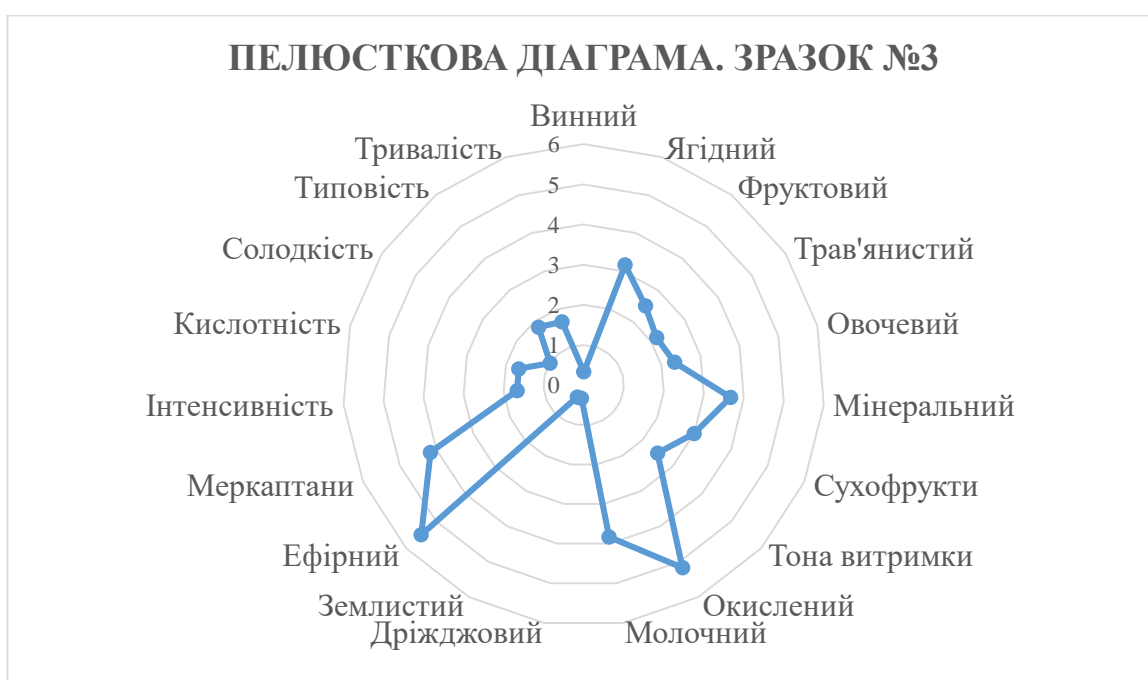 ПЕЛЮСТКОВА ДІАГРАМА. ЗРАЗОК №3
Винний
Ягідний
Фруктовий
Трав'янистий
Овочевий
Мінеральний
Сухофрукти
Тона витримки
Окислений
Молочний
Дріжджовий
Землистий
Ефірний
Меркаптани
Інтенсивність
Кислотність
Солодкість
Типовість
Тривалість
6
5
4
3
2
1
0